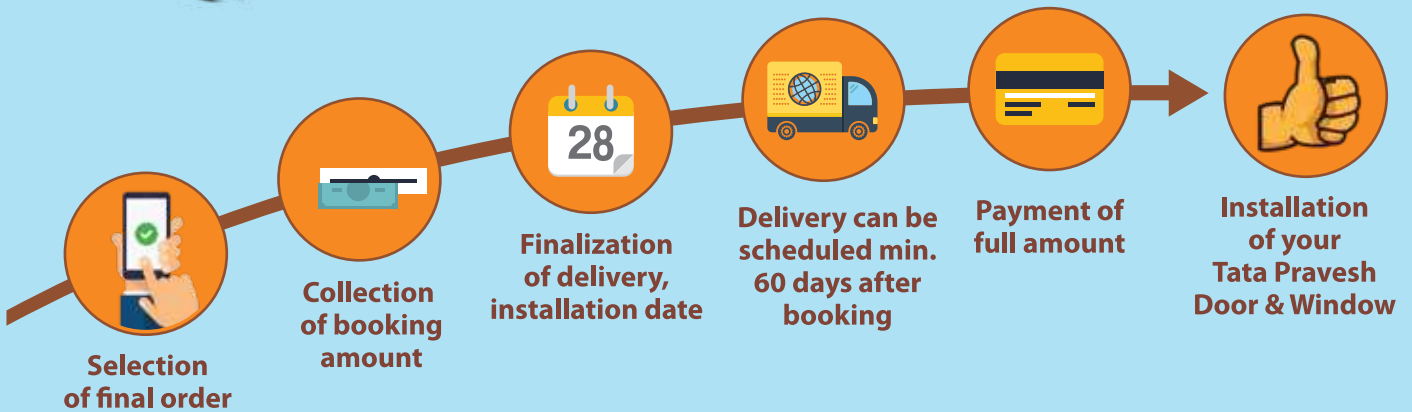 Selection
of final order
Collection
of booking
amount
28
Finalization
of delivery,
installation date
Delivery can be
scheduled min.
60 days after
booking
Payment of
full amount
Installation
of your
Tata Pravesh
Door & Window